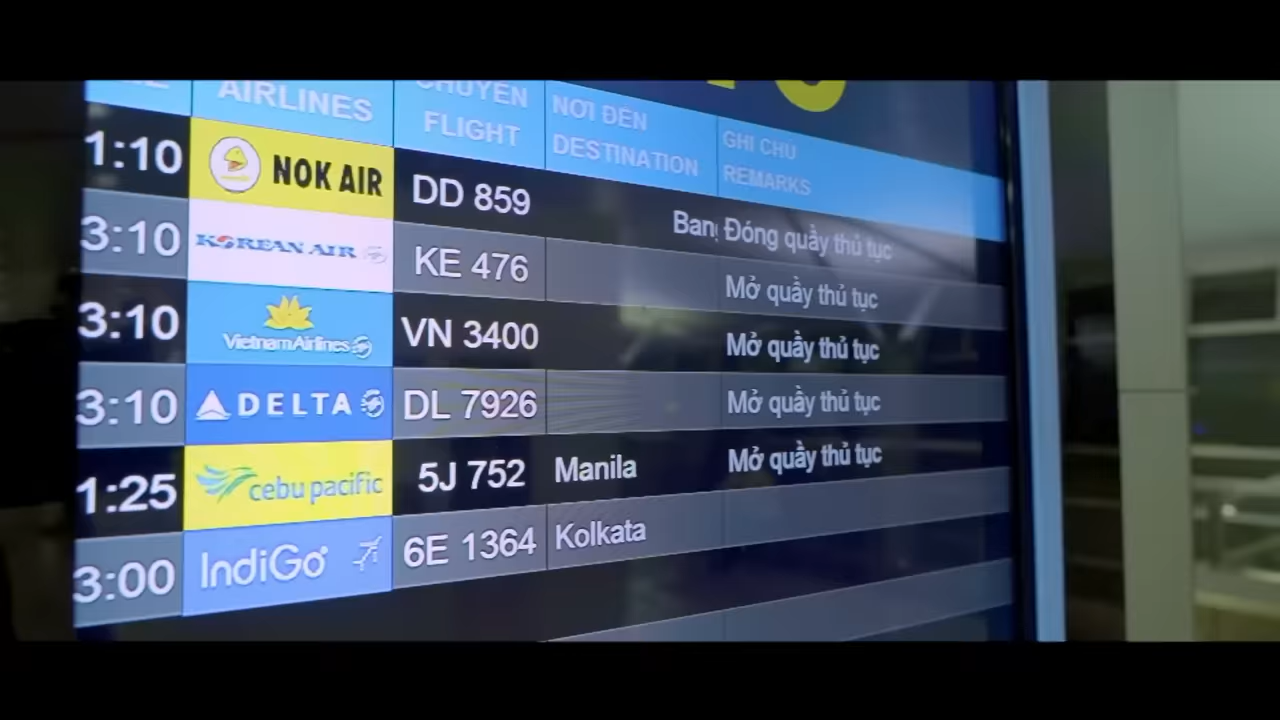 AIRLINES CHUYẾN FLIGHT NƠI ĐẾN DESTINATION GHI CHÚ REMARKS
1:10 NOK AIR DD 859 Bang Đóng quầy thủ tục
3:10 KOREAN AIR KE 476 Mở quầy thủ tục
3:10 Vietnam Airlines VN 3400 Mở quầy thủ tục
3:10 DELTA DL 7926 Mở quầy thủ tục
1:25 cebu pacific 5J 752 Manila Mở quầy thủ tục
3:00 IndiGo 6E 1364 Kolkata